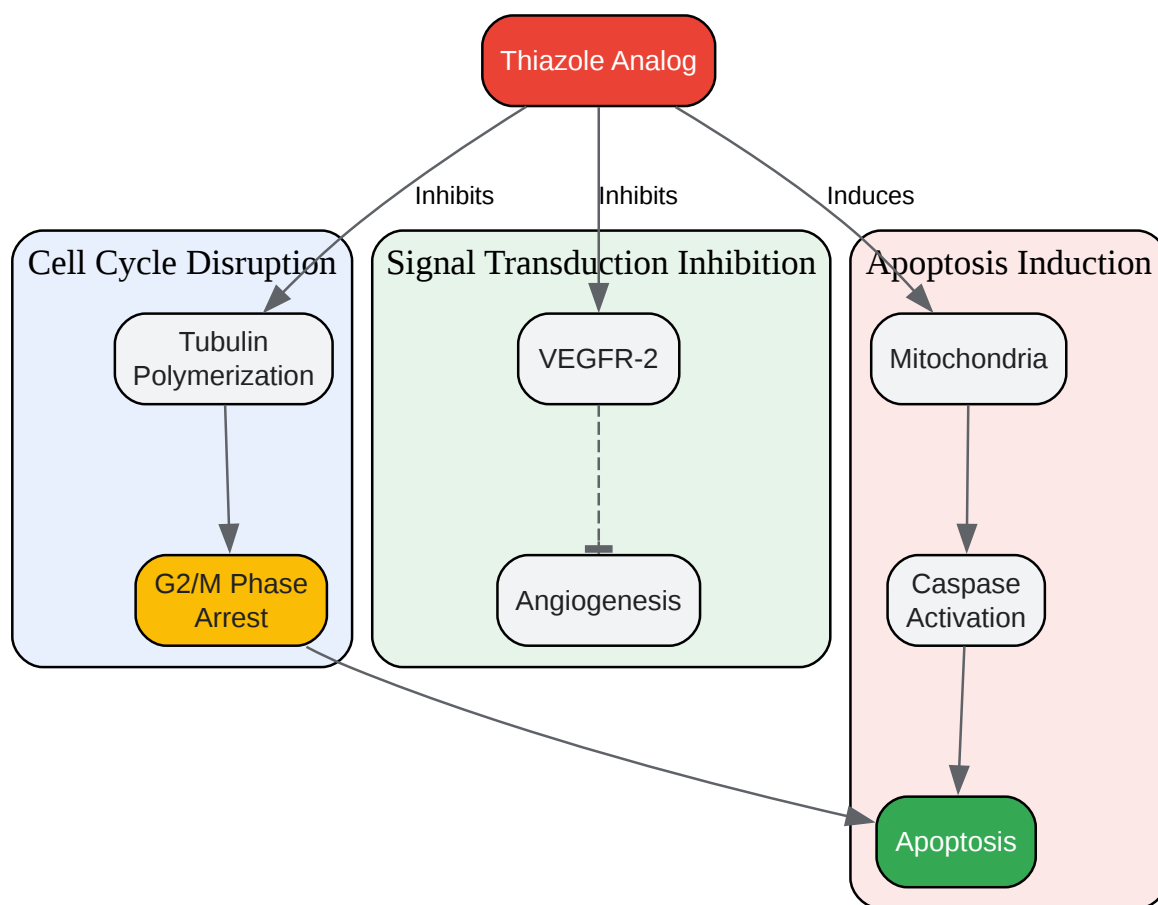 Thiazole Analog
Inhibits
Inhibits
Induces
Cell Cycle Disruption
Signal Transduction Inhibition
Apoptosis Induction
Tubulin
Polymerization
VEGFR-2
Mitochondria
G2/M Phase
Arrest
Angiogenesis
Caspase
Activation
Apoptosis